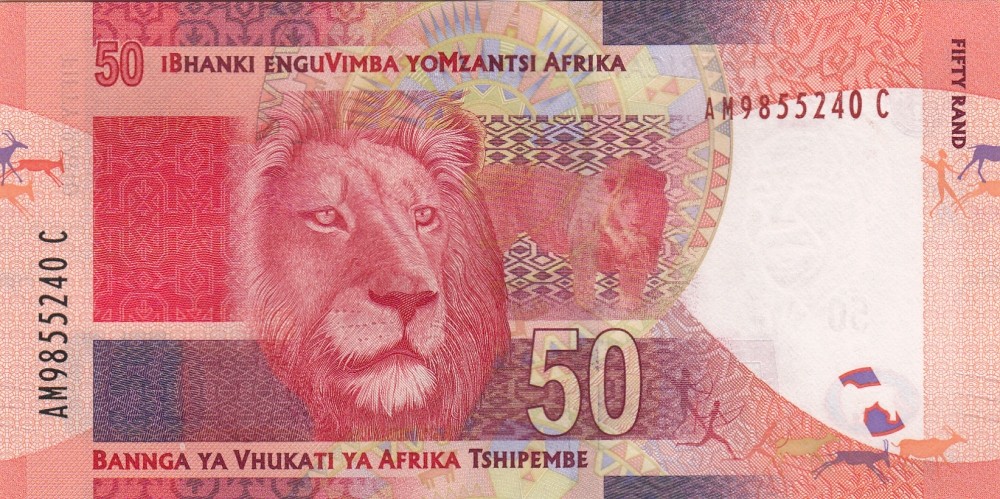 50 iBHANKI ENGUVIMBA YOMZANTSI AFRIKA
FIFTY RAND
AM9855240 C
AM9855240 C
50
BANNGA YA VHUKATI YA AFRIKA TSHIPEMBE